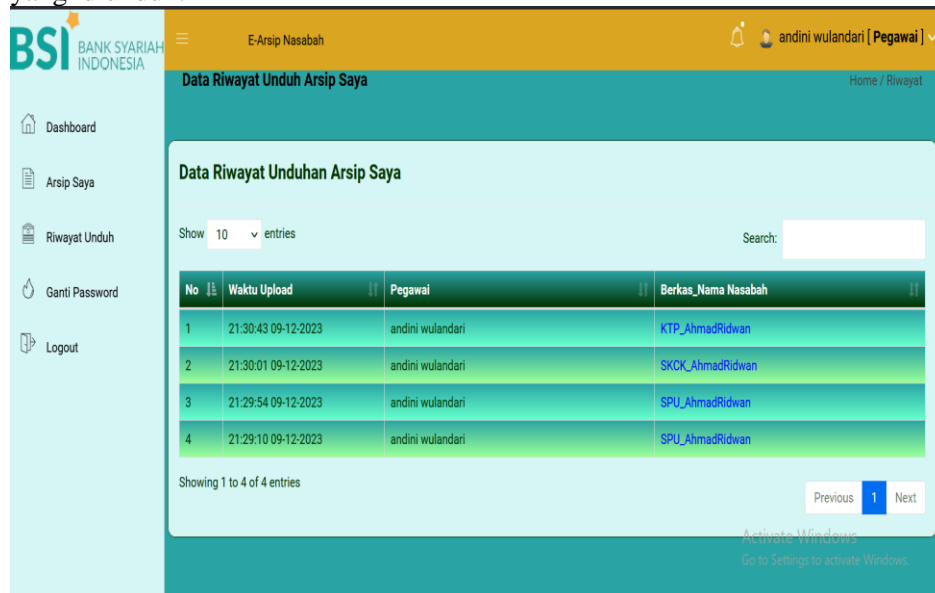 BSI BANK SYARIAH
INDONESIA
E-Arsip Nasabah
andini wulandari [ Pegawai ]
Data Riwayat Unduh Arsip Saya
Home / Riwayat
Dashboard
Arsip Saya
Riwayat Unduh
Ganti Password
Logout
Data Riwayat Unduhan Arsip Saya
Show 10 entries
Search:
No Waktu Upload Pegawai Berkas_Nama Nasabah
1 21:30:43 09-12-2023 andini wulandari KTP_AhmadRidwan
2 21:30:01 09-12-2023 andini wulandari SKCK_AhmadRidwan
3 21:29:54 09-12-2023 andini wulandari SPU_AhmadRidwan
4 21:29:10 09-12-2023 andini wulandari SPU_AhmadRidwan
Showing 1 to 4 of 4 entries
Previous 1 Next
Activate Windows
Go to Settings to activate Windows.